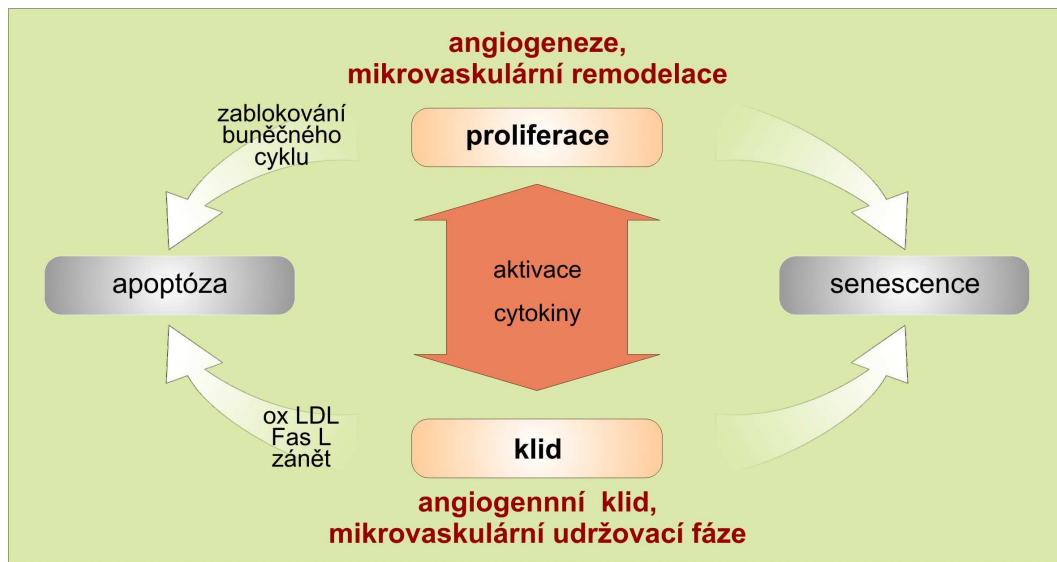 angiogeneze,
mikrovaskulární remodelace
zablokování
buněčného
cyklu
proliferace
apoptóza
aktivace
cytokiny
senescence
ox LDL
Fas L
zánět
klid
angiogennní klid,
mikrovaskulární udržovací fáze